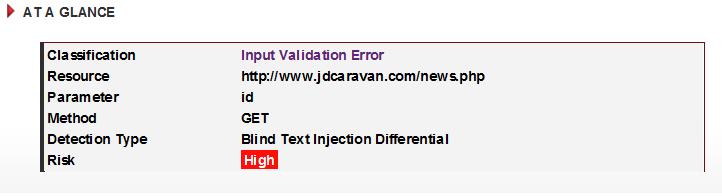 AT A GLANCE
Classification Input Validation Error
Resource http://www.jdcaravan.com/news.php
Parameter id
Method GET
Detection Type Blind Text Injection Differential
Risk High